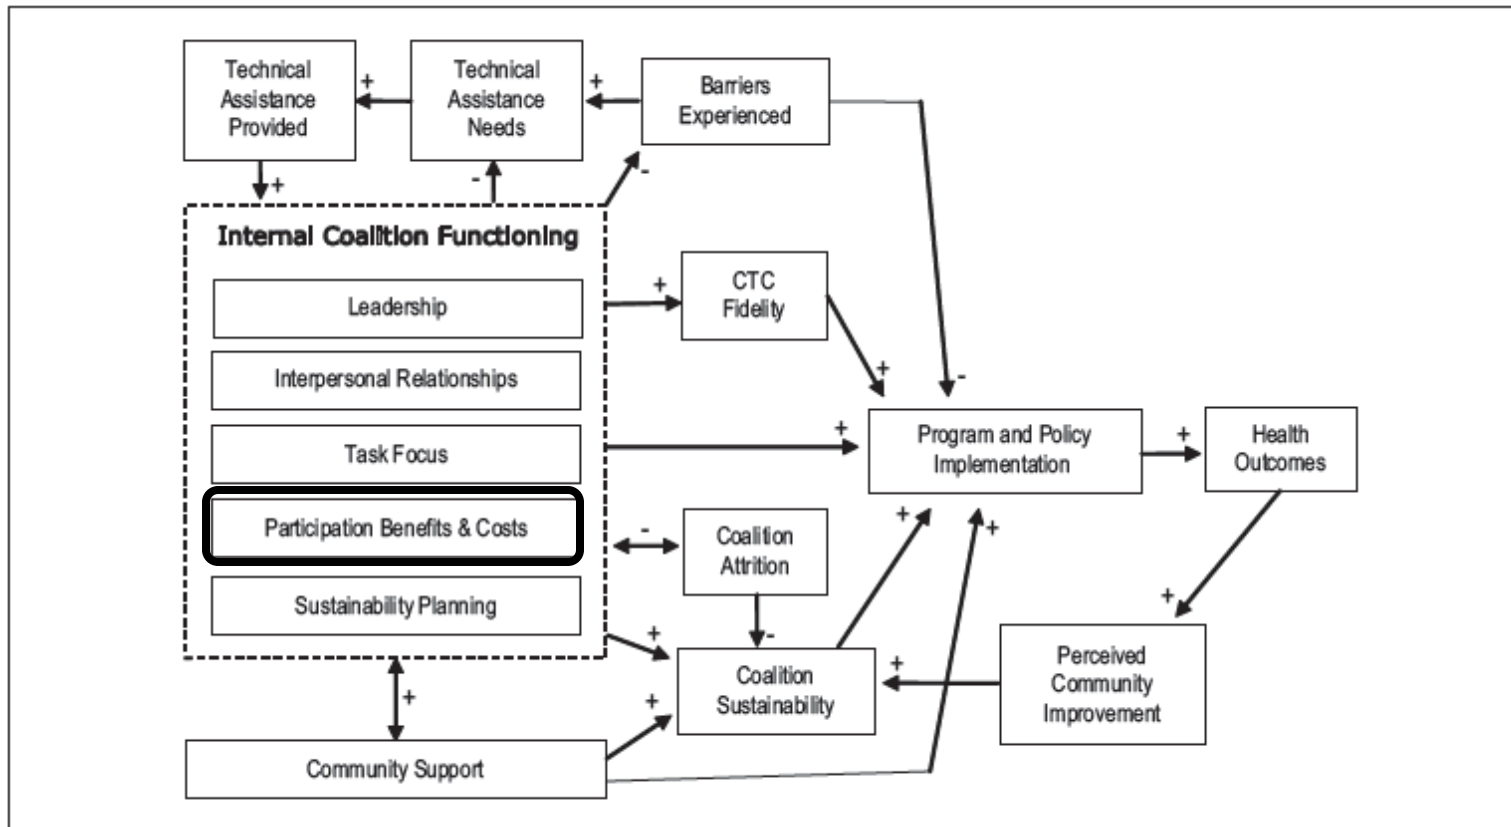 Technical
Assistance
Provided
+
Technical
Assistance
Needs
+
Barriers
Experienced
+
-
-
Internal Coalition Functioning
Leadership
Interpersonal Relationships
Task Focus
Participation Benefits & Costs
Sustainability Planning
+
CTC
Fidelity
+
-
+
Program and Policy
Implementation
+
Health
Outcomes
-
Coalition
Attrition
+
+
-
+
+
Coalition
Sustainability
+
+
Perceived
Community
Improvement
+
+
Community Support